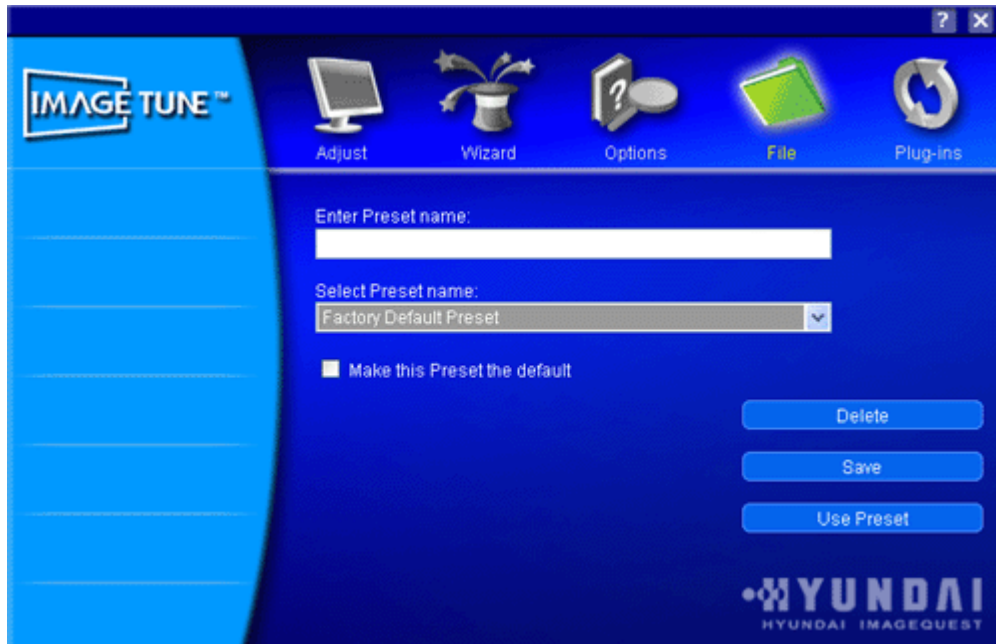 ? X
IMAGE TUNE™
Adjust Wizard Options File Plug-ins
Enter Preset name:
Select Preset name:
Factory Default Preset
Make this Preset the default
Delete
Save
Use Preset
HYUNDAI
HYUNDAI IMAGEQUEST